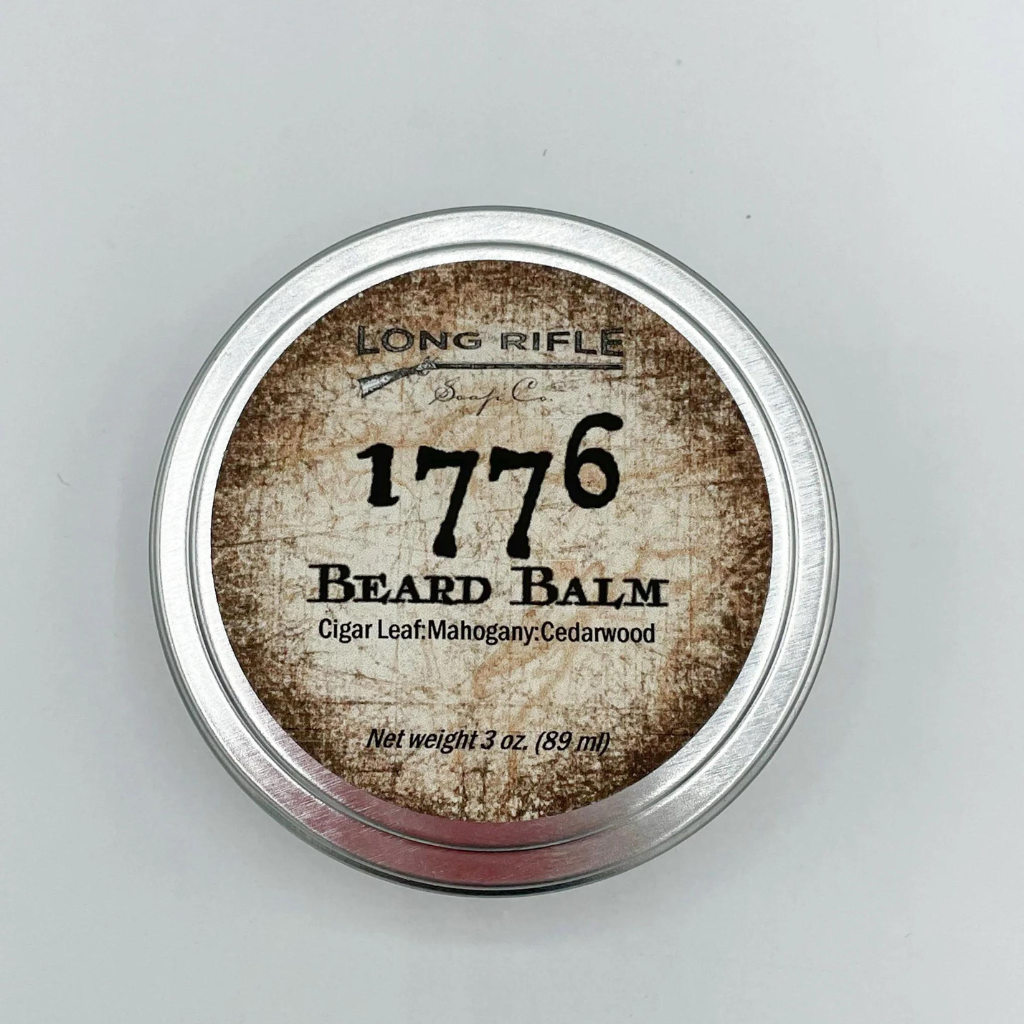 LONG RIFLE
Soap Co.
1776
BEARD BALM
Cigar Leaf:Mahogany:Cedarwood
Net weight 3 oz. (89 ml)